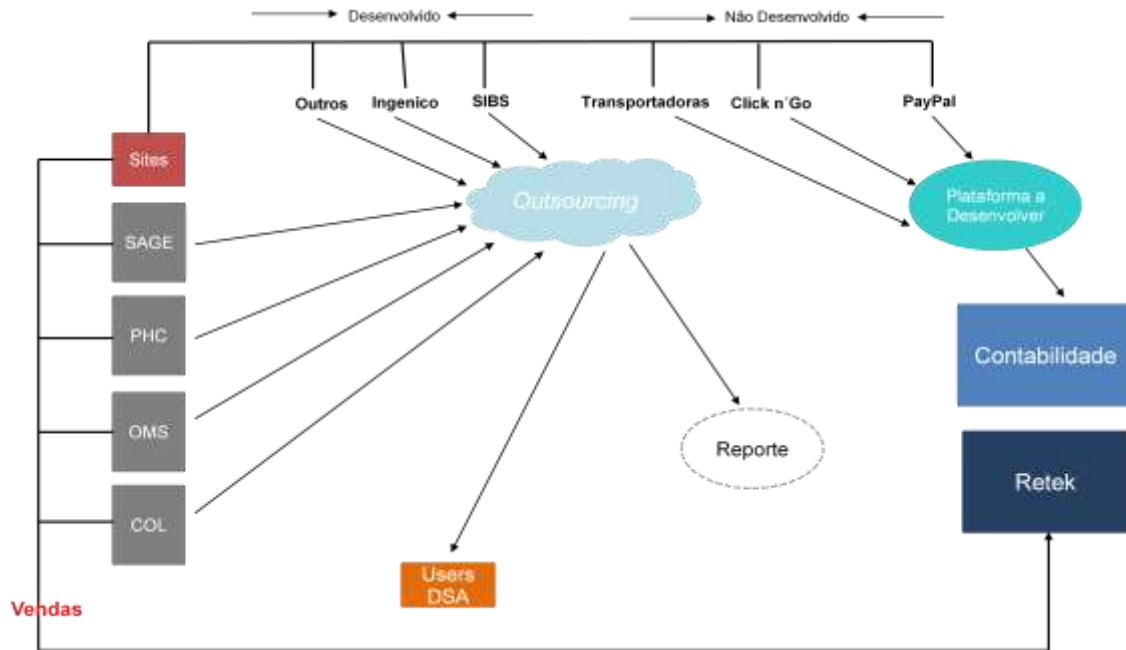 Desenvolvido
Não Desenvolvido
Outros
Ingenico
SIBS
Transportadoras
Click n´Go
PayPal
Sites
Outsourcing
Plataforma a
Desenvolver
SAGE
PHC
Contabilidade
OMS
Reporte
Retek
COL
Users
DSA
Vendas